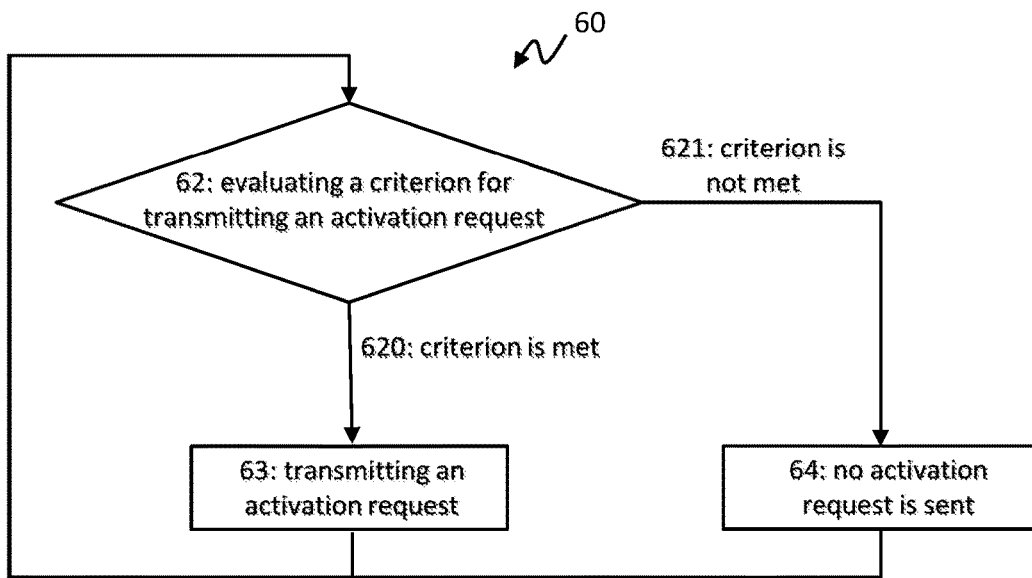 60
62: evaluating a criterion for
transmitting an activation request
621: criterion is
not met
620: criterion is met
63: transmitting an
activation request
64: no activation
request is sent